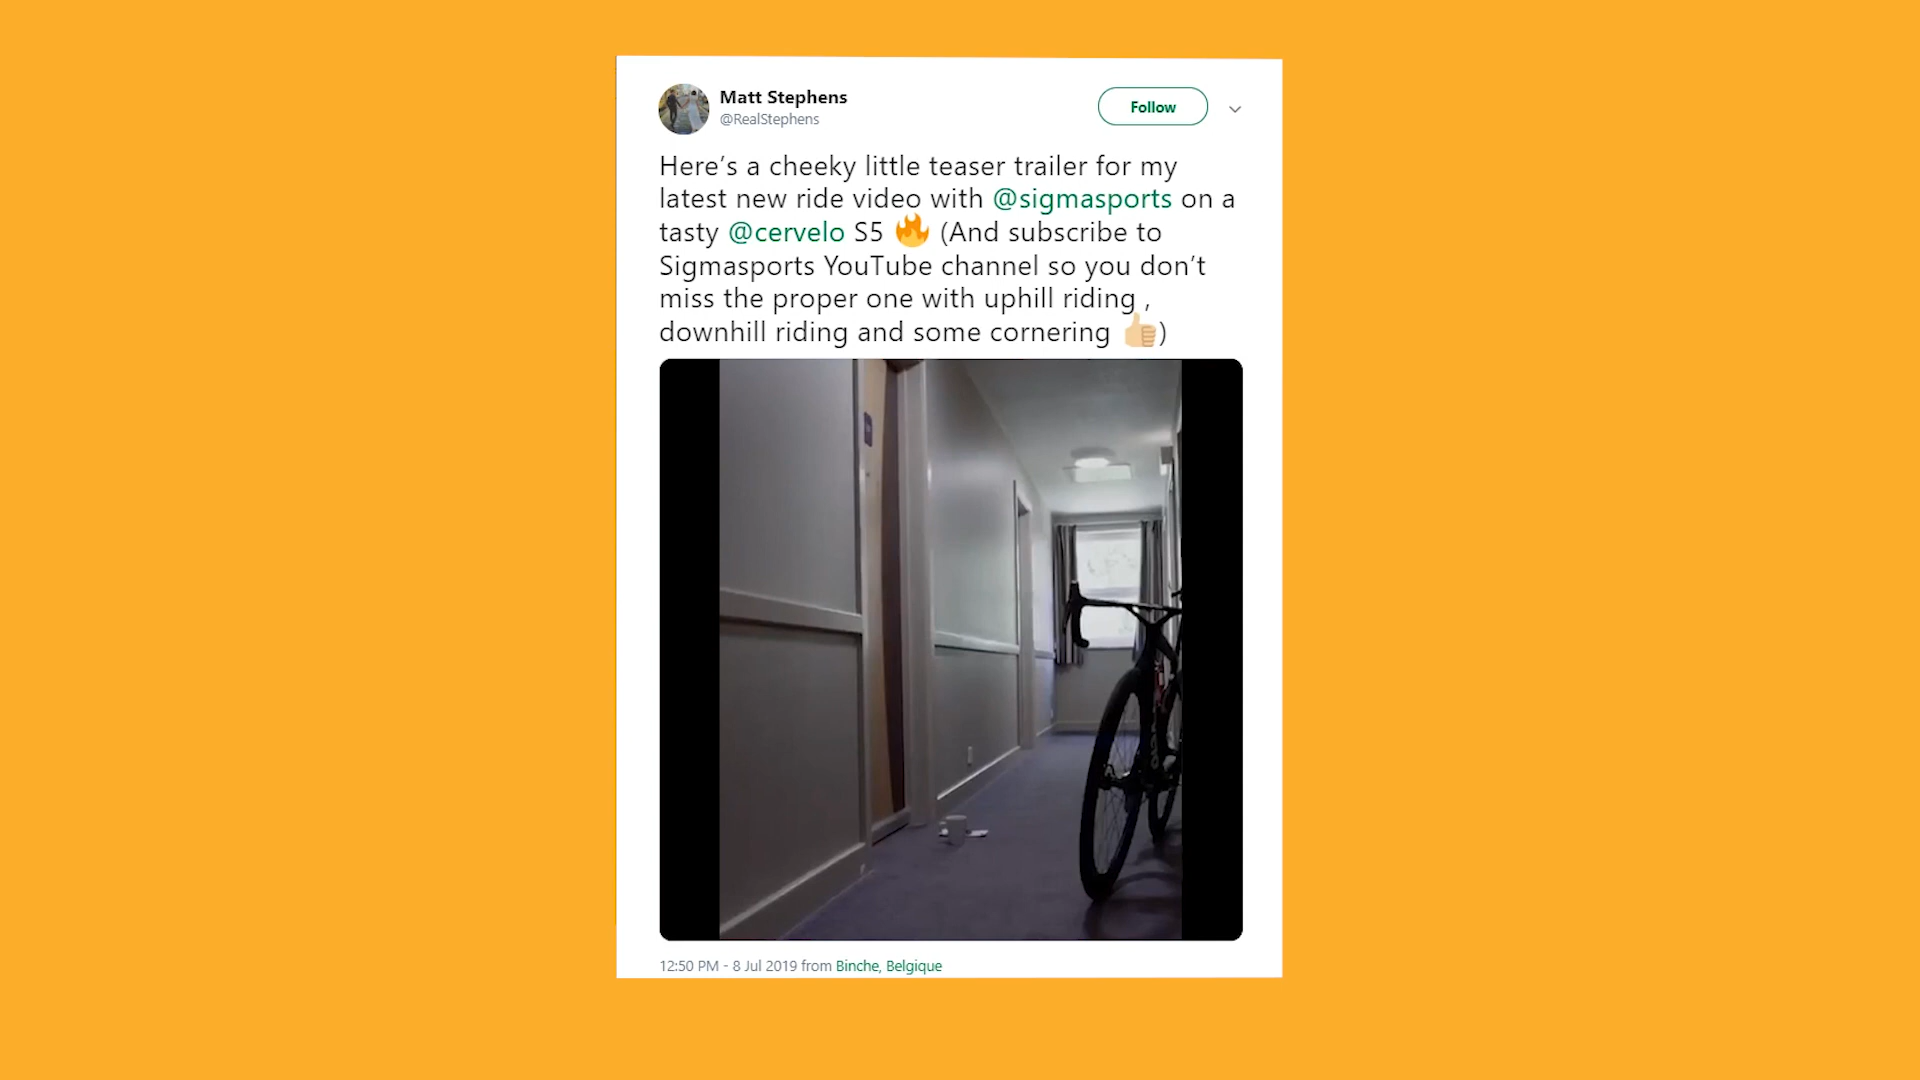 Matt Stephens
@RealStephens
Follow
Here’s a cheeky little teaser trailer for my
latest new ride video with @sigmasports on a
tasty @cervelo S5 🔥 (And subscribe to
Sigmasports YouTube channel so you don’t
miss the proper one with uphill riding ,
downhill riding and some cornering 👍🏼)
12:50 PM - 8 Jul 2019 from Binche, Belgique